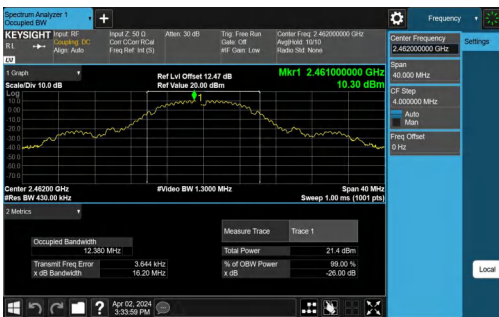 Spectrum Analyzer 1
Occupied BW
+
Frequency
KEYSIGHT
RL
LW
Input: RF
Coupling: DC
Align: Auto
Input Z: 50 Ω
Corr CCorr RCal
Freq Ref: Int (S)
Atten: 30 dB
Trig: Free Run
Gate: Off
#IF Gain: Low
Center Freq: 2.462000000 GHz
Avg|Hold: 10/10
Radio Std: None
Center Frequency
2.462000000 GHz
Settings
Span
40.000 MHz
CF Step
4.000000 MHz
Auto
Man
Freq Offset
0 Hz
Local
1 Graph
Scale/Div 10.0 dB
Ref Lvl Offset 12.47 dB
Ref Value 20.00 dBm
Mkr1 2.461000000 GHz
10.30 dBm
Log
10.0
0.00
-10.0
-20.0
-30.0
-40.0
-50.0
-60.0
-70.0
1
Center 2.46200 GHz
#Video BW 1.3000 MHz
Span 40 MHz
#Res BW 430.00 kHz
Sweep 1.00 ms (1001 pts)
2 Metrics
Measure Trace
Trace 1
Occupied Bandwidth
12.380 MHz
Total Power
21.4 dBm
Transmit Freq Error
3.644 kHz
% of OBW Power
99.00 %
x dB Bandwidth
16.20 MHz
x dB
-26.00 dB
?
Apr 02, 2024
3:33:59 PM